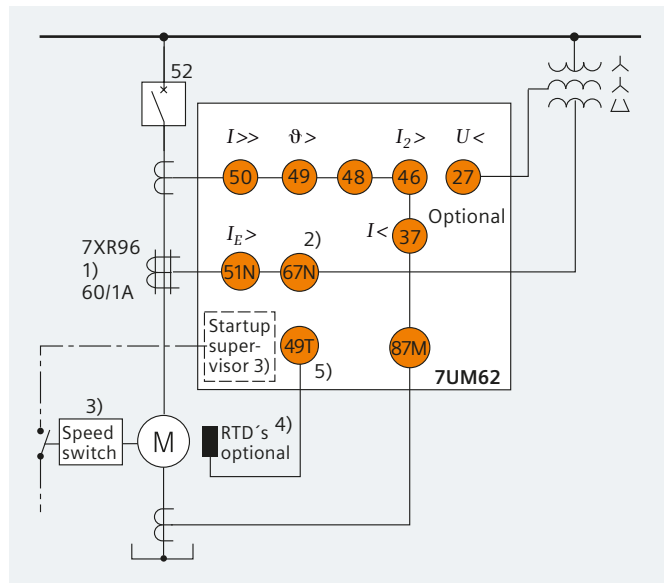 52
I>>
ϑ>
I₂>
U<
50
49
48
46
27
Optional
I<
37
7XR96
1)
60/1A
I_E>
2)
51N
67N
Startup
super-
visor 3)
49T
5)
87M
7UM62
3)
Speed
switch
M
RTD´s 4)
optional